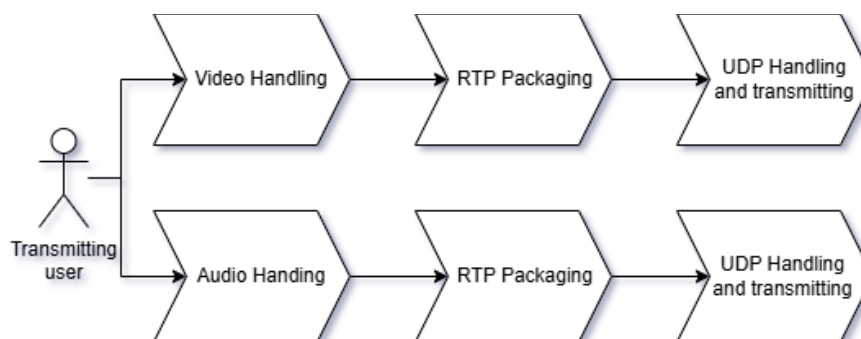 Video Handling
RTP Packaging
UDP Handling
and transmitting
Transmitting
user
Audio Handing
RTP Packaging
UDP Handling
and transmitting